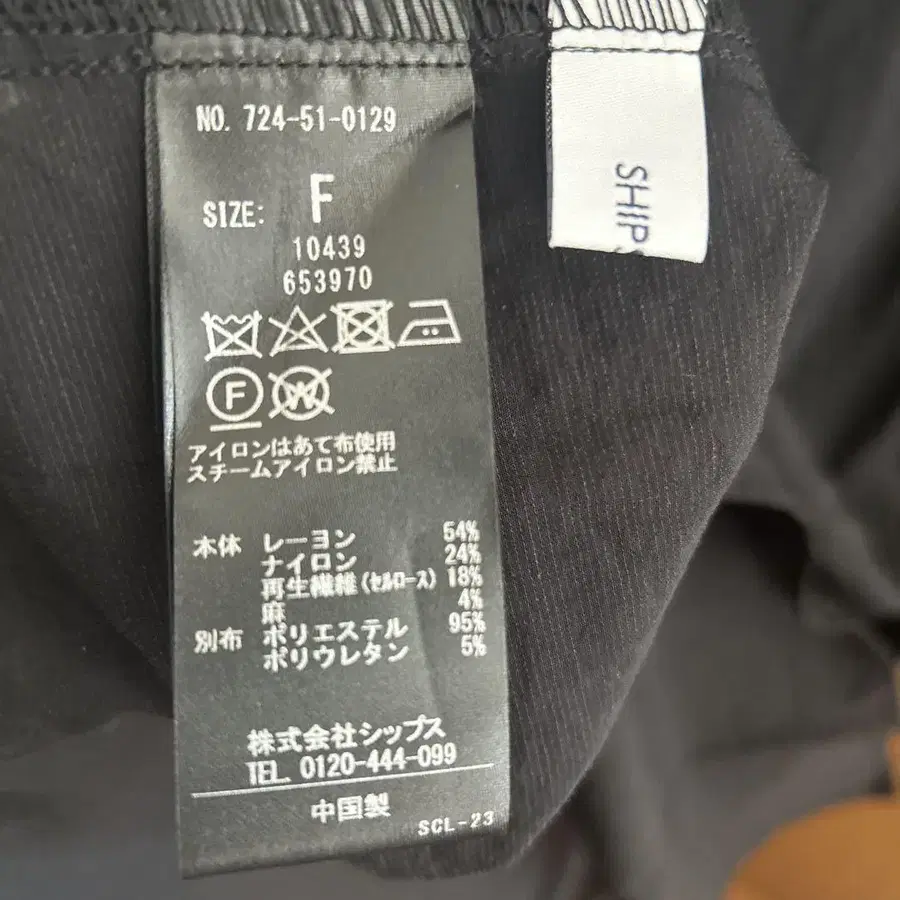 NO. 724-51-0129
SIZE: F
10439
653970
F W
アイロンはあて布使用
スチームアイロン禁止
本体 レーヨン 54%
ナイロン 24%
再生繊維(セルロース) 18%
麻 4%
別布 ポリエステル 95%
ポリウレタン 5%
株式会社シップス
TEL. 0120-444-099
中国製
SCL-23
SHIPS